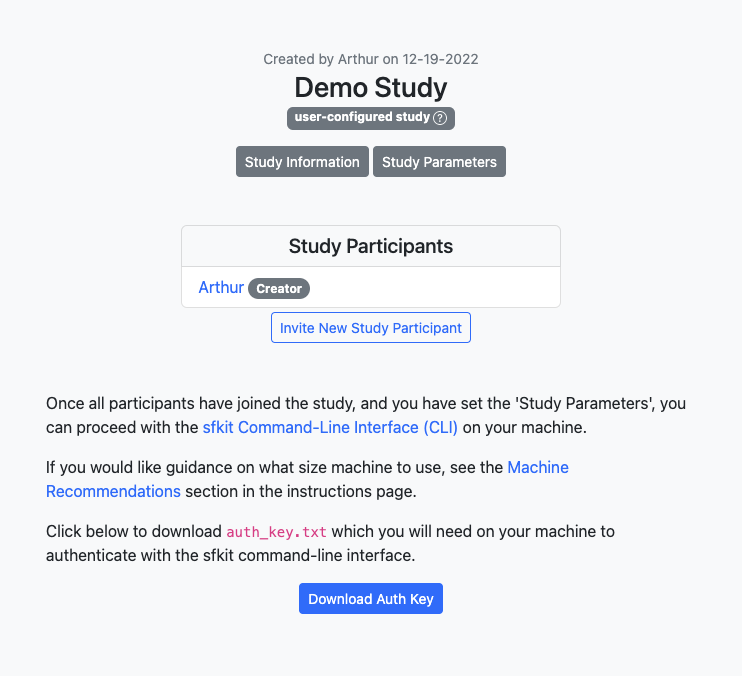 Created by Arthur on 12-19-2022
Demo Study
user-configured study ?
Study Information Study Parameters
Study Participants
Arthur Creator
Invite New Study Participant
Once all participants have joined the study, and you have set the 'Study Parameters', you
can proceed with the sfkit Command-Line Interface (CLI) on your machine.
If you would like guidance on what size machine to use, see the Machine
Recommendations section in the instructions page.
Click below to download auth_key.txt which you will need on your machine to
authenticate with the sfkit command-line interface.
Download Auth Key